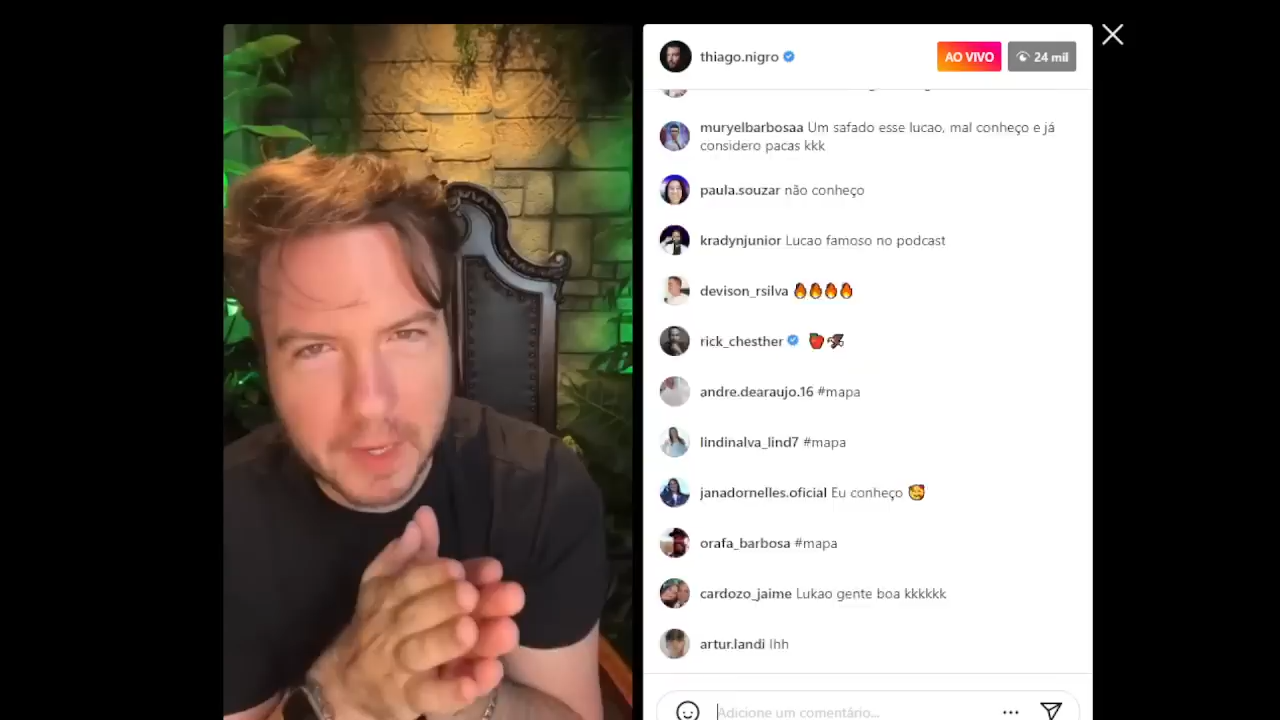 thiago.nigro
AO VIVO
24 mil
muryelbarbosaa Um safado esse lucao, mal conheço e já
considero pacas kkk
paula.souzar não conheço
kradynjunior Lucao famoso no podcast
devison_rsilva 🔥🔥🔥🔥
rick_chesther
andre.dearaujo.16 #mapa
lindinalva_lind7 #mapa
janadornelles.oficial Eu conheço 🥰
orafa_barbosa #mapa
cardozo_jaime Lukao gente boa kkkkkk
artur.landi lhh
Adicione um comentário...